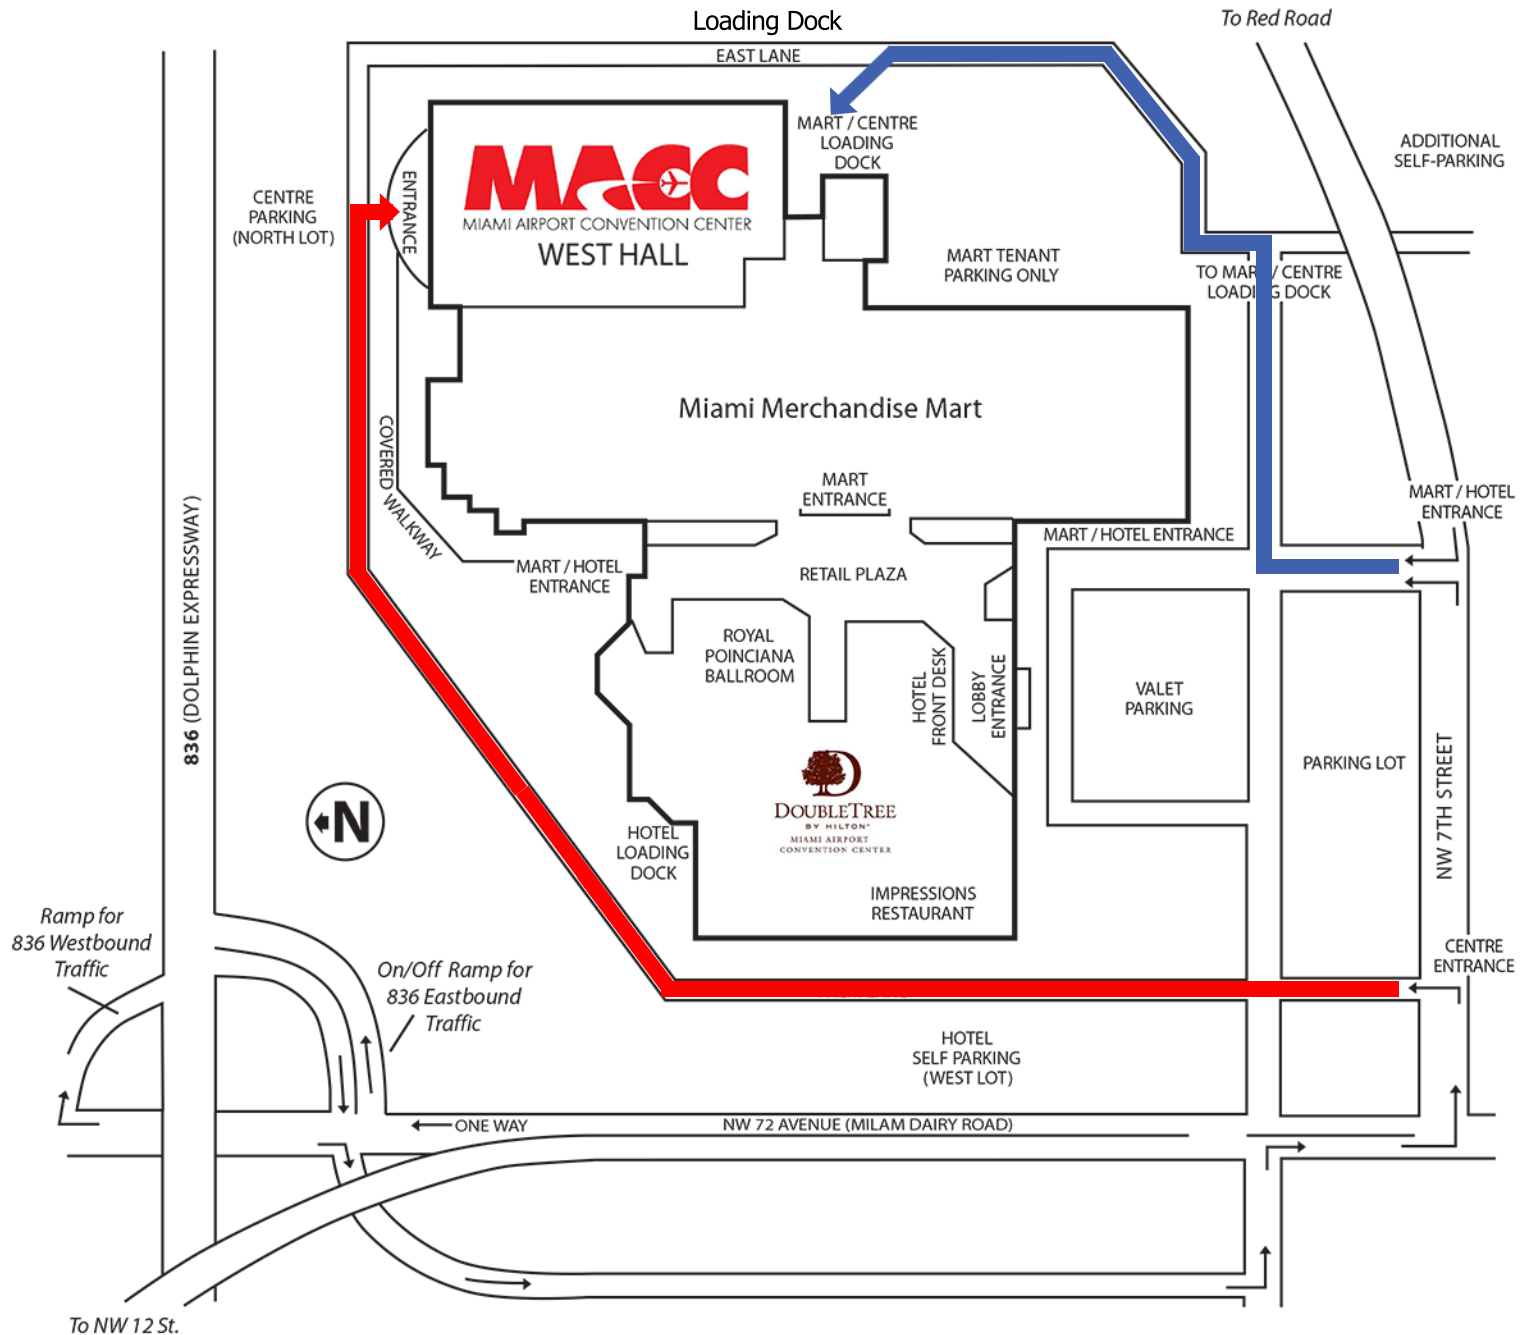 Loading Dock
To Red Road
EAST LANE
MART / CENTRE
LOADING
DOCK
ADDITIONAL
SELF-PARKING
MACC
MIAMI AIRPORT CONVENTION CENTER
WEST HALL
ENTRANCE
CENTRE
PARKING
(NORTH LOT)
MART TENANT
PARKING ONLY
TO MART / CENTRE
LOADING DOCK
Miami Merchandise Mart
COVERED
WALKWAY
MART
ENTRANCE
MART / HOTEL
ENTRANCE
MART / HOTEL ENTRANCE
MART / HOTEL
ENTRANCE
RETAIL PLAZA
836 (DOLPHIN EXPRESSWAY)
ROYAL
POINCIANA
BALLROOM
HOTEL
FRONT DESK
LOBBY
ENTRANCE
VALET
PARKING
PARKING LOT
NW 7TH STREET
N
D
DOUBLETREE
BY HILTON™
MIAMI AIRPORT
CONVENTION CENTER
HOTEL
LOADING
DOCK
IMPRESSIONS
RESTAURANT
Ramp for
836 Westbound
Traffic
On/Off Ramp for
836 Eastbound
Traffic
CENTRE
ENTRANCE
HOTEL
SELF PARKING
(WEST LOT)
ONE WAY
NW 72 AVENUE (MILAM DAIRY ROAD)
To NW 12 St.